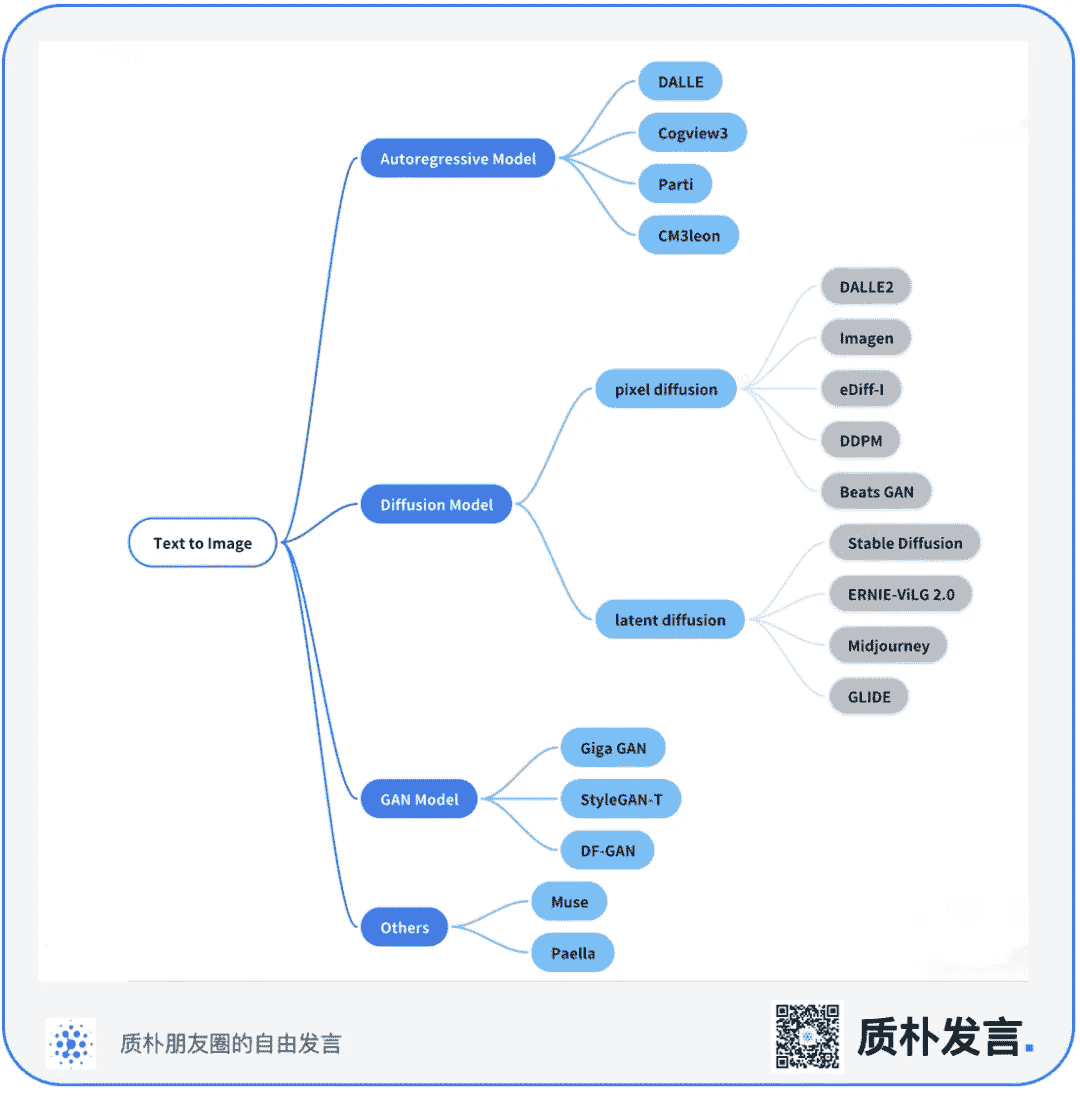 DALLE
Cogview3
Autoregressive Model
Parti
CM3leon
DALLE2
Imagen
pixel diffusion
eDiff-I
DDPM
Beats GAN
Diffusion Model
Text to Image
Stable Diffusion
ERNIE-ViLG 2.0
latent diffusion
Midjourney
GLIDE
Giga GAN
GAN Model
StyleGAN-T
DF-GAN
Muse
Others
Paella
质朴朋友圈的自由发言
质朴发言.